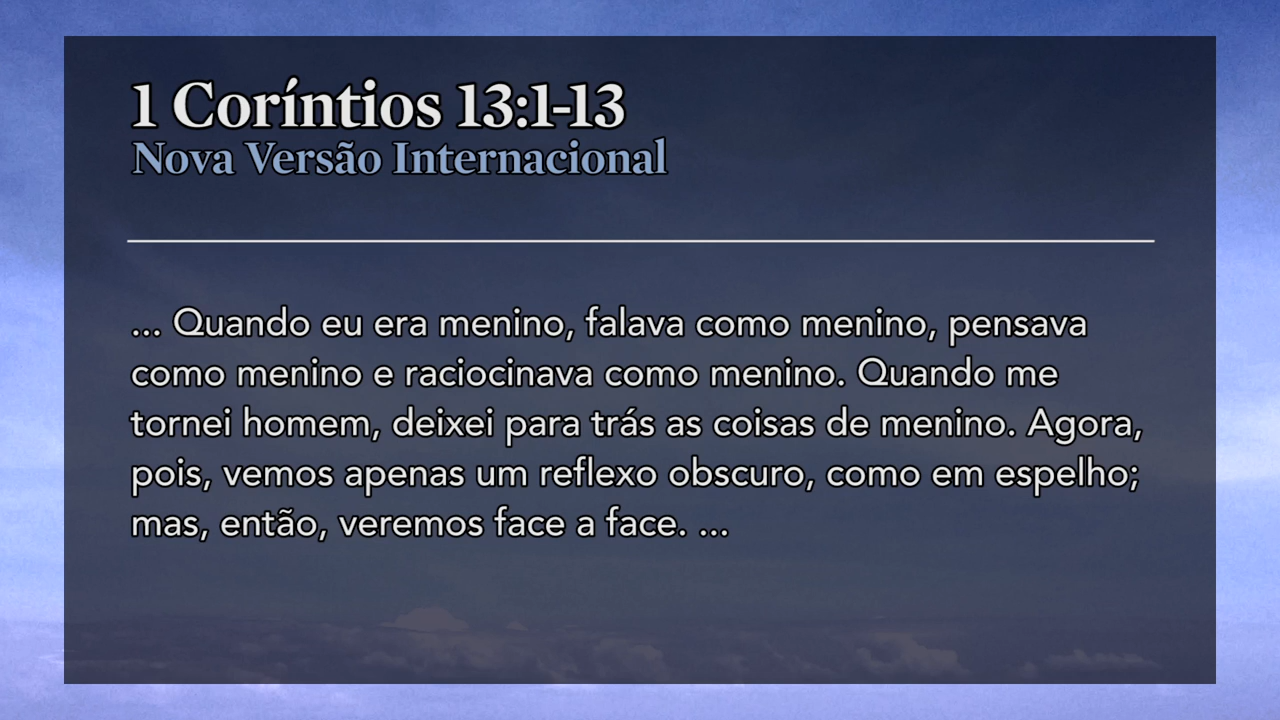 1 Coríntios 13:1-13
Nova Versão Internacional
... Quando eu era menino, falava como menino, pensava
como menino e raciocinava como menino. Quando me
tornei homem, deixei para trás as coisas de menino. Agora,
pois, vemos apenas um reflexo obscuro, como em espelho;
mas, então, veremos face a face. ...